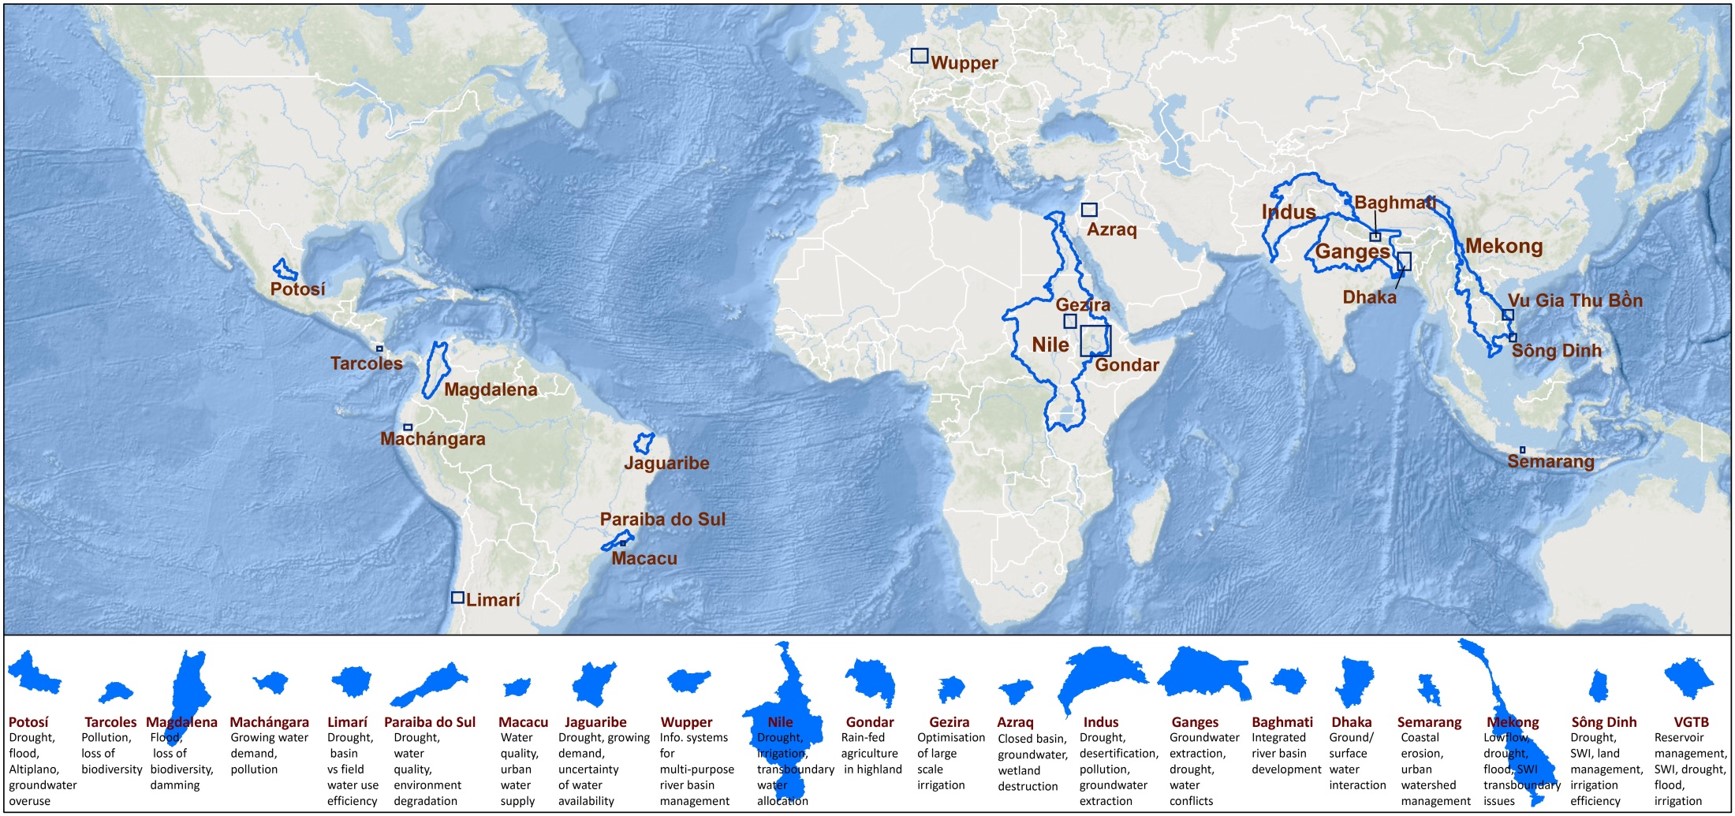 Wupper
Azraq
Indus
Baghmati
Ganges
Mekong
Dhaka
Vu Gia Thu Bồn
Sông Dinh
Semarang
Gezira
Nile
Gondar
Potosí
Tarcoles
Magdalena
Machángara
Jaguaribe
Paraiba do Sul
Macacu
Limarí
Potosí
Drought,
flood,
Altiplano,
groundwater
overuse
Tarcoles
Pollution,
loss of
biodiversity
Magdalena
Flood,
loss of
biodiversity,
damming
Machángara
Growing water
demand,
pollution
Limarí
Drought,
basin
vs field
water use
efficiency
Paraiba do Sul
Drought,
water
quality,
environment
degradation
Macacu
Water
quality,
urban
water
supply
Jaguaribe
Drought, growing
demand,
uncertainty
of water
availability
Wupper
Info. systems
for
multi-purpose
river basin
management
Nile
Drought,
irrigation,
transboundary
water
allocation
Gondar
Rain-fed
agriculture
in highland
Gezira
Optimisation
of large
scale
irrigation
Azraq
Closed basin,
groundwater,
wetland
destruction
Indus
Drought,
desertification,
pollution,
groundwater
extraction
Ganges
Groundwater
extraction,
drought,
water
conflicts
Baghmati
Integrated
river basin
development
Dhaka
Ground/
surface
water
interaction
Semarang
Coastal
erosion,
urban
watershed
management
Mekong
Lowflow,
drought,
flood, SWI
transboundary
issues
Sông Dinh
Drought,
SWI, land
management,
irrigation
efficiency
VGTB
Reservoir
management,
SWI, drought,
flood,
irrigation